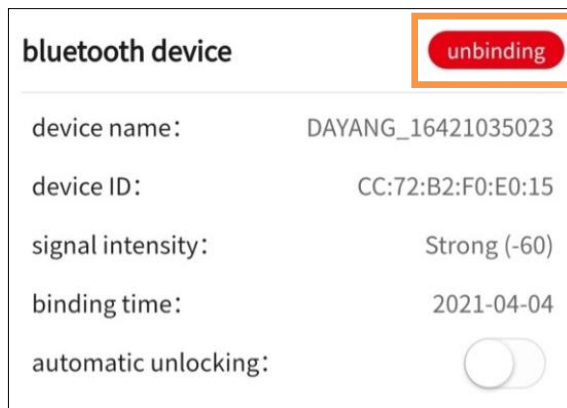 bluetooth device unbinding
device name: DAYANG_16421035023
device ID: CC:72:B2:F0:E0:15
signal intensity: Strong (-60)
binding time: 2021-04-04
automatic unlocking: